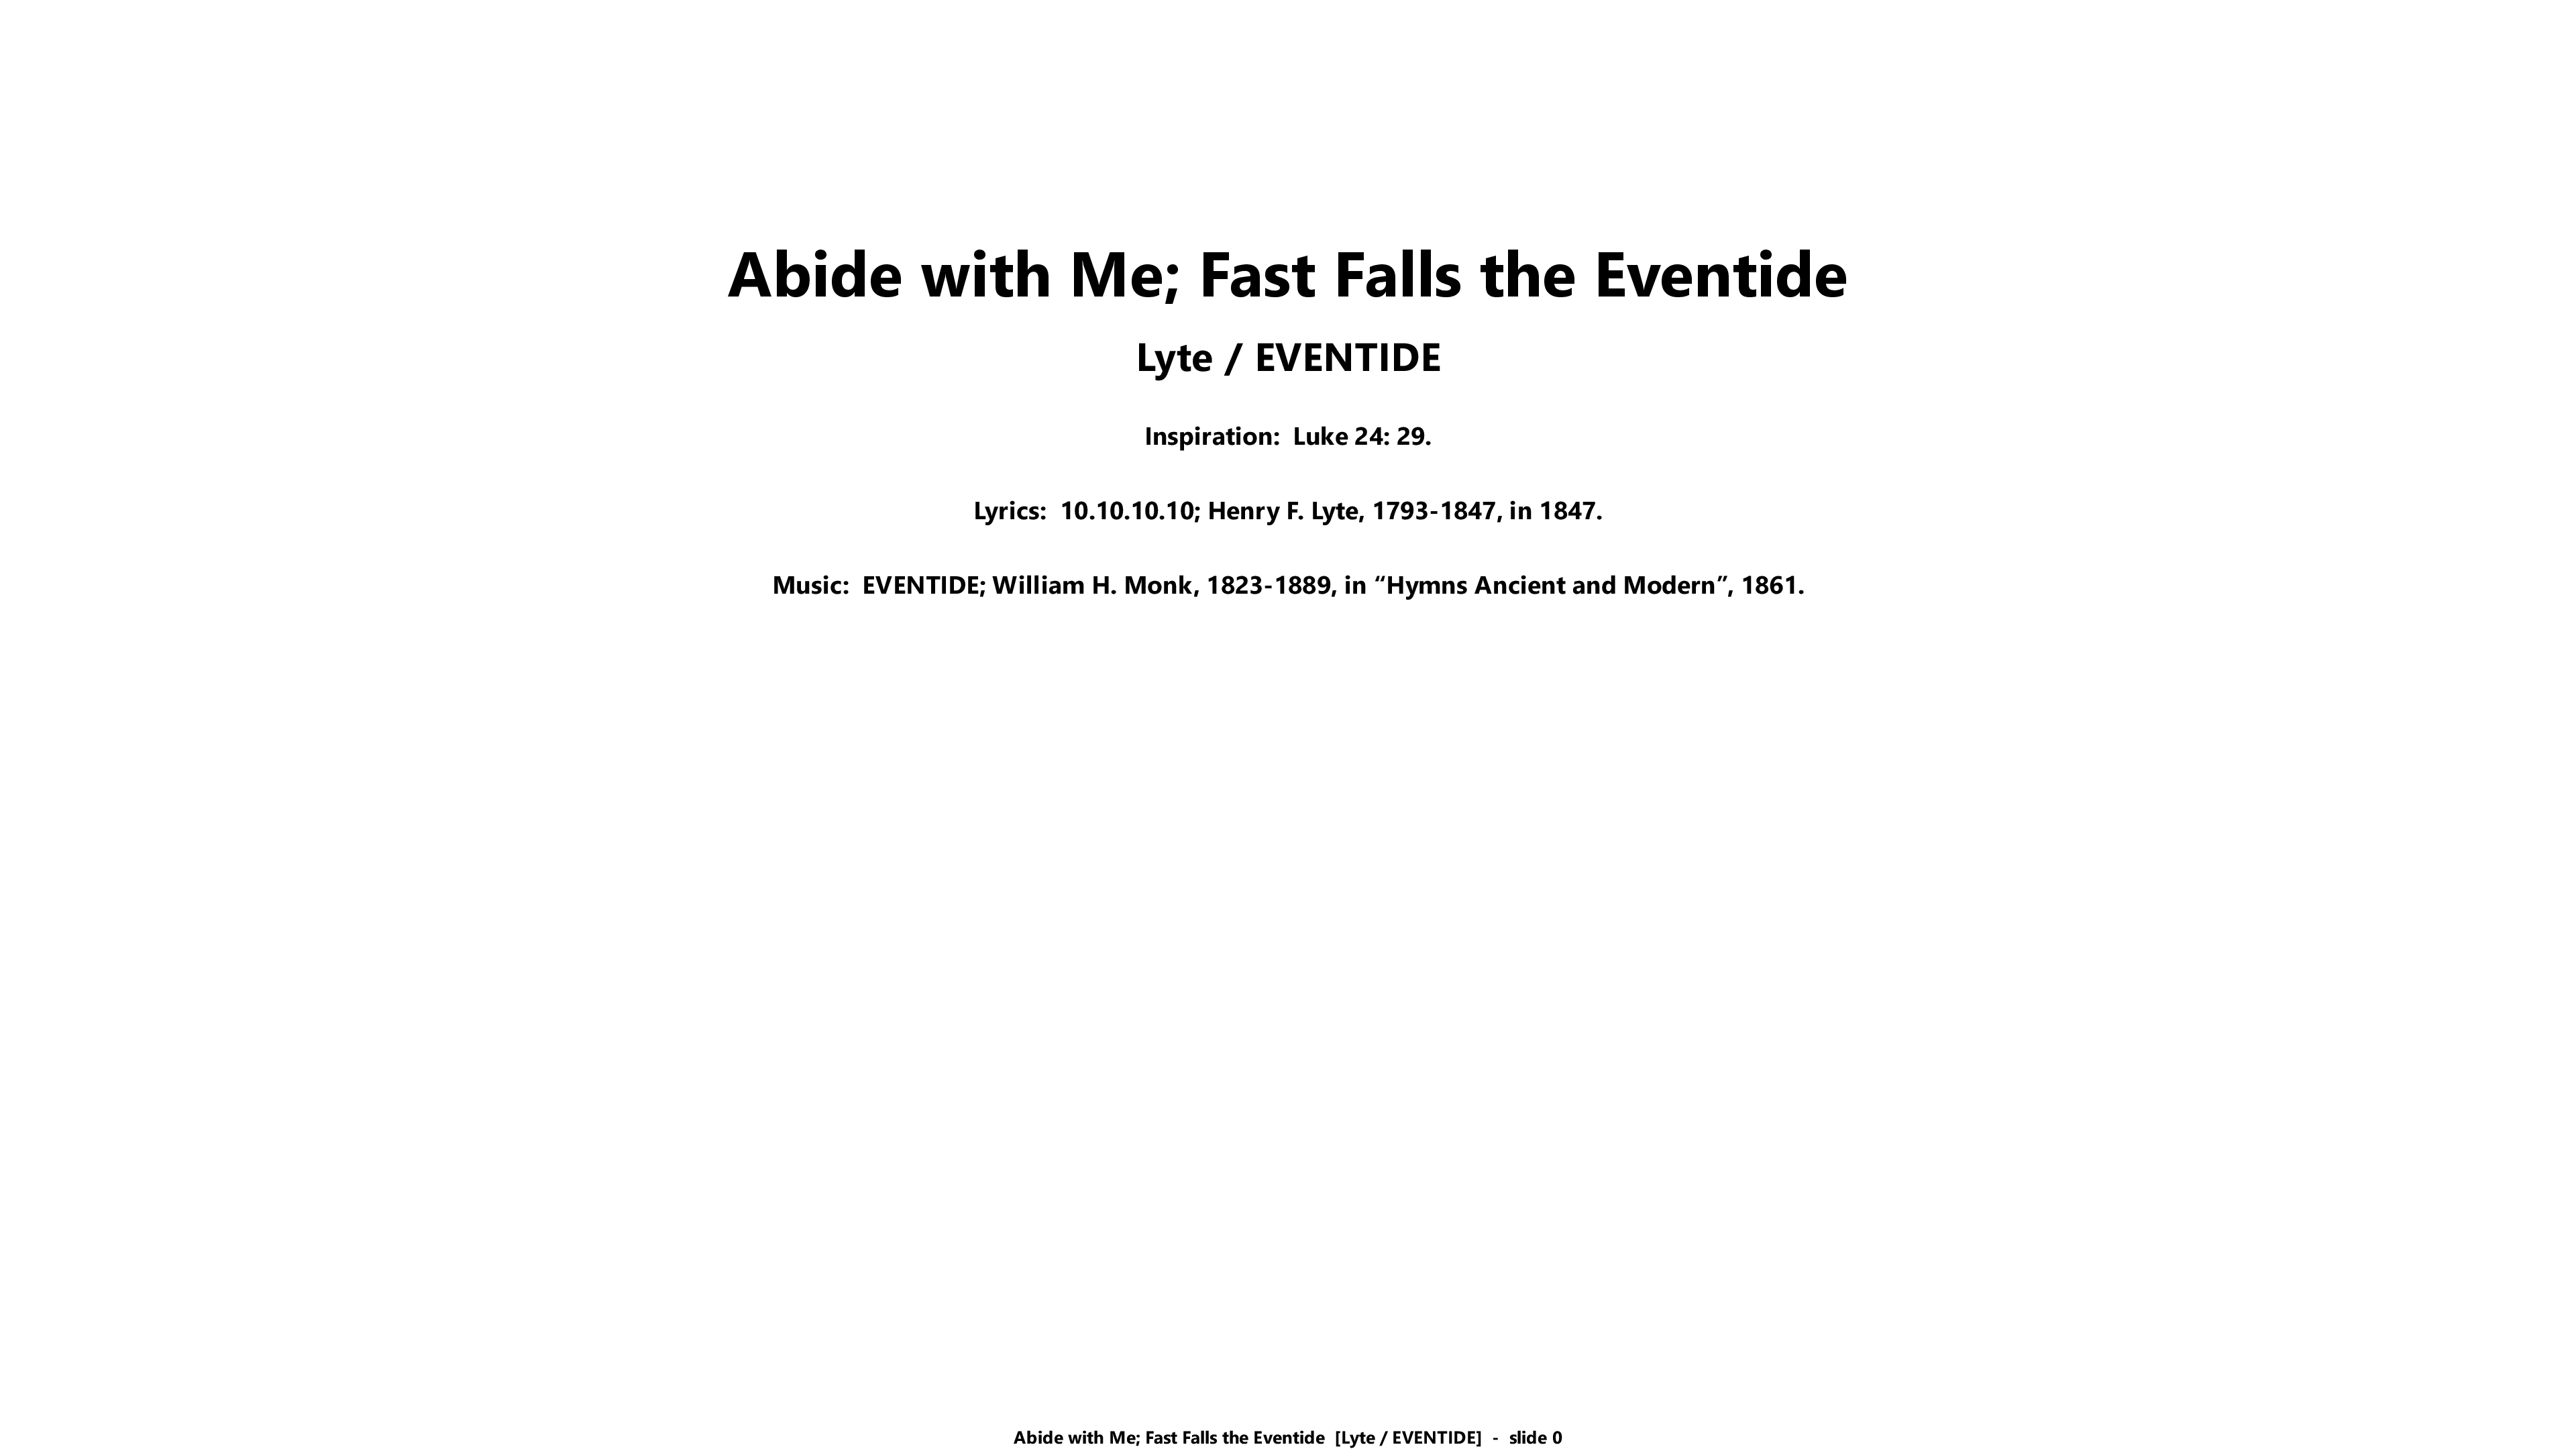 Abide with Me; Fast Falls the Eventide
Lyte / EVENTIDE
Inspiration:  Luke 24: 29.
Lyrics:  10.10.10.10; Henry F. Lyte, 1793-1847, in 1847.
Music:  EVENTIDE; William H. Monk, 1823-1889, in “Hymns Ancient and Modern”, 1861.
Abide with Me; Fast Falls the Eventide  [Lyte / EVENTIDE]  -  slide 0